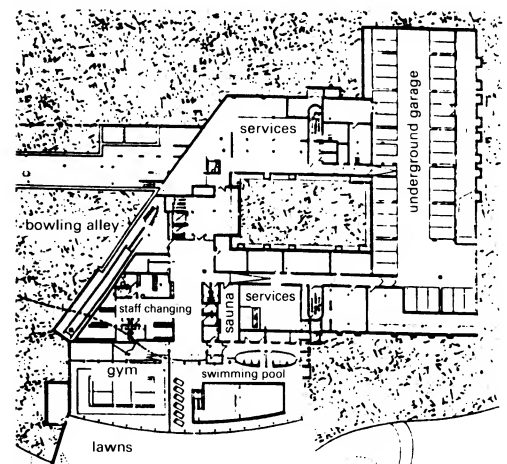 services
underground garage
bowling alley
staff changing
sauna
services
gym
swimming pool
lawns